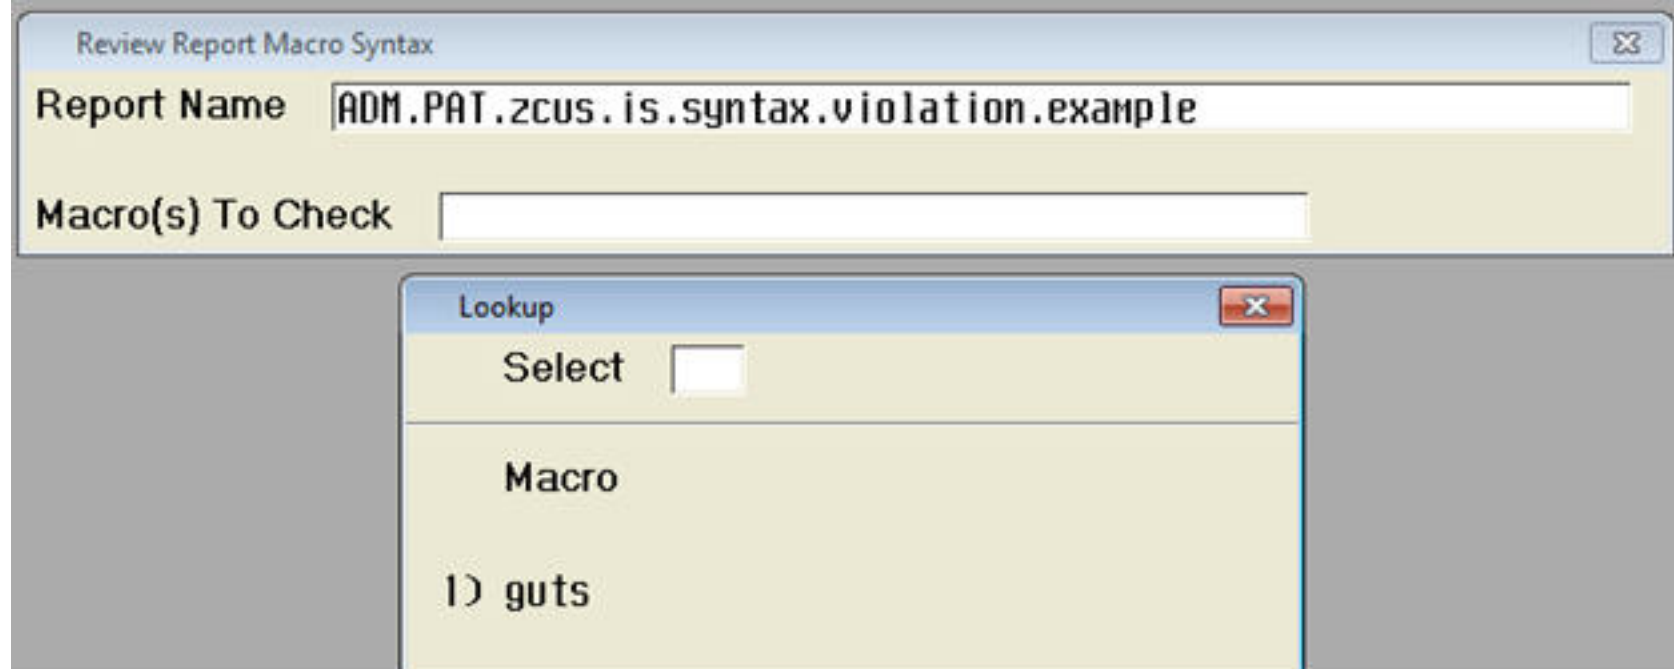 Review Report Macro Syntax
Report Name ADM.PAT.zcus.is.syntax.violation.example
Macro(s) To Check
Lookup
Select
Macro
1) guts